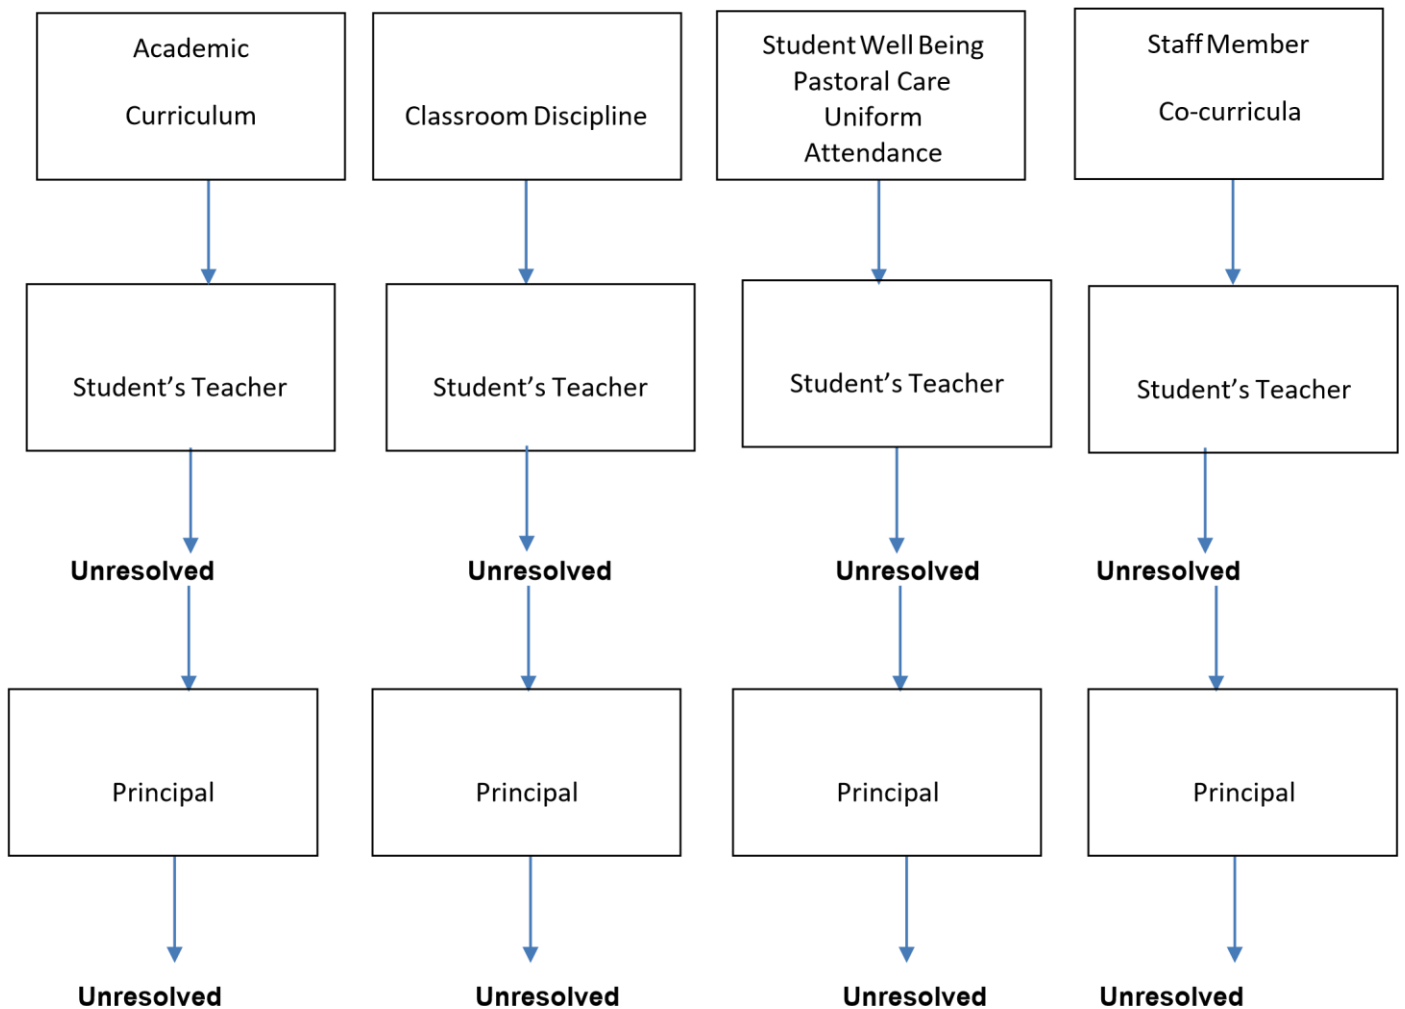 Academic
Curriculum
Classroom Discipline
Student Well Being
Pastoral Care
Uniform
Attendance
Staff Member
Co-curricula
Student’s Teacher
Student’s Teacher
Student’s Teacher
Student’s Teacher
Unresolved
Unresolved
Unresolved
Unresolved
Principal
Principal
Principal
Principal
Unresolved
Unresolved
Unresolved
Unresolved